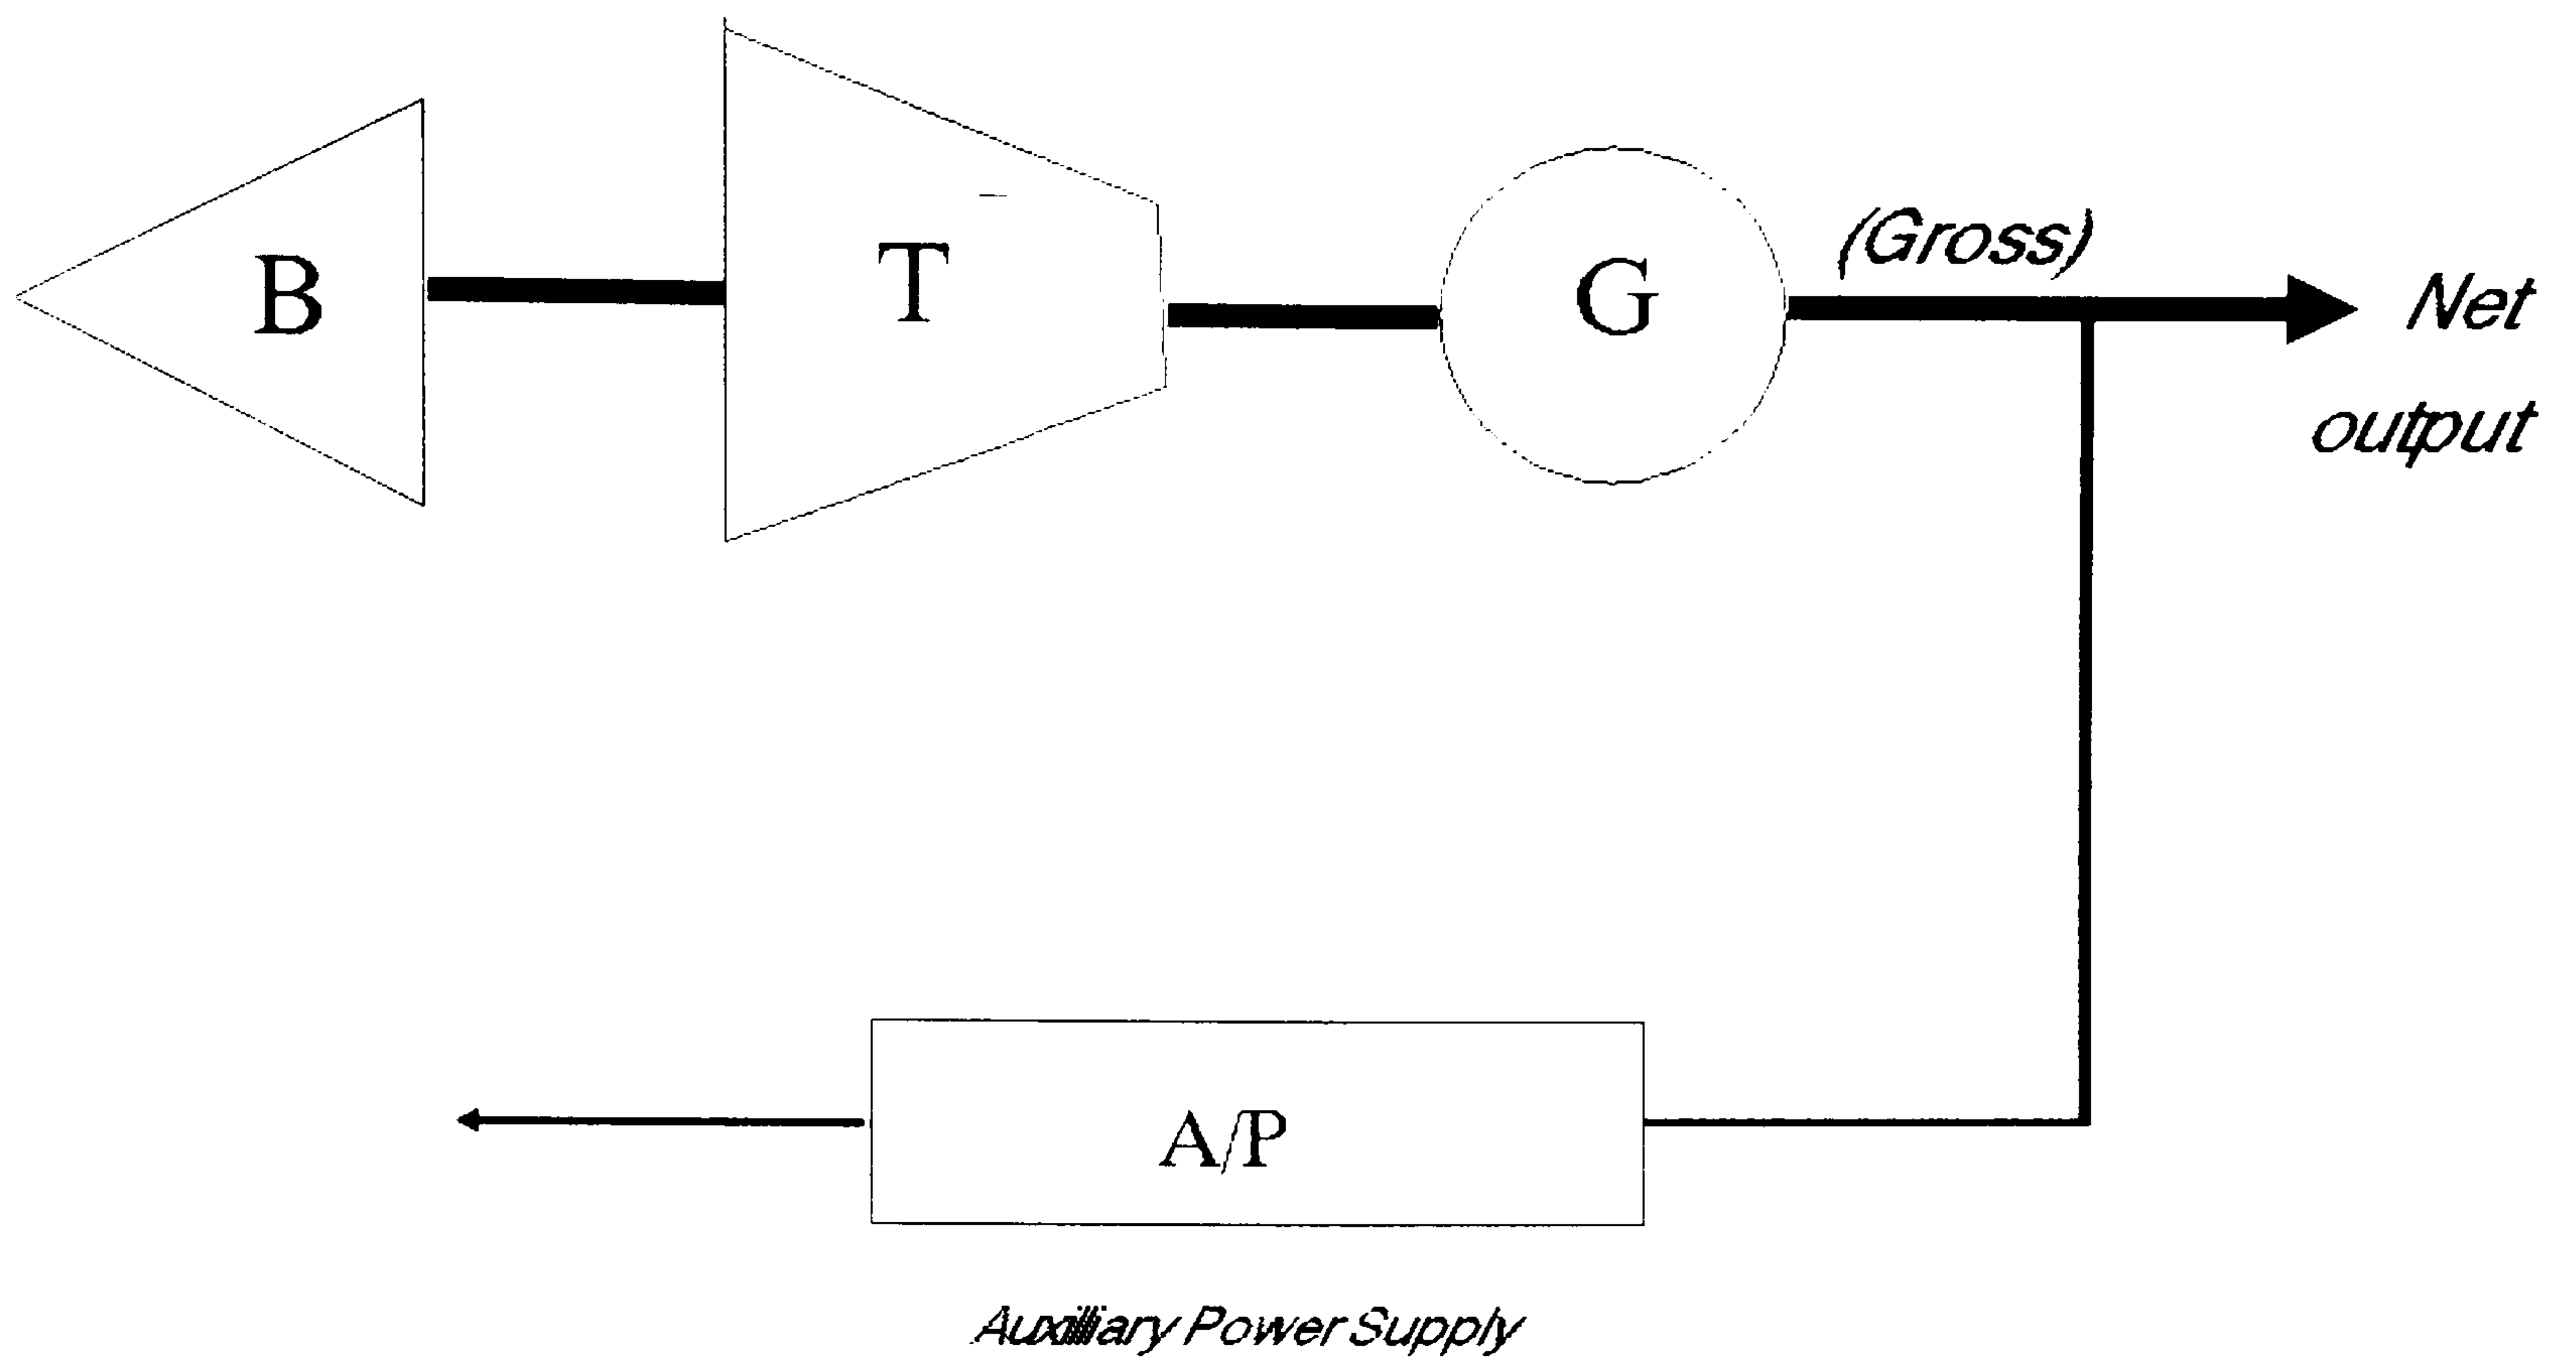 B
T
G
(Gross)
Net
output
A/P
Auxilliary Power Supply